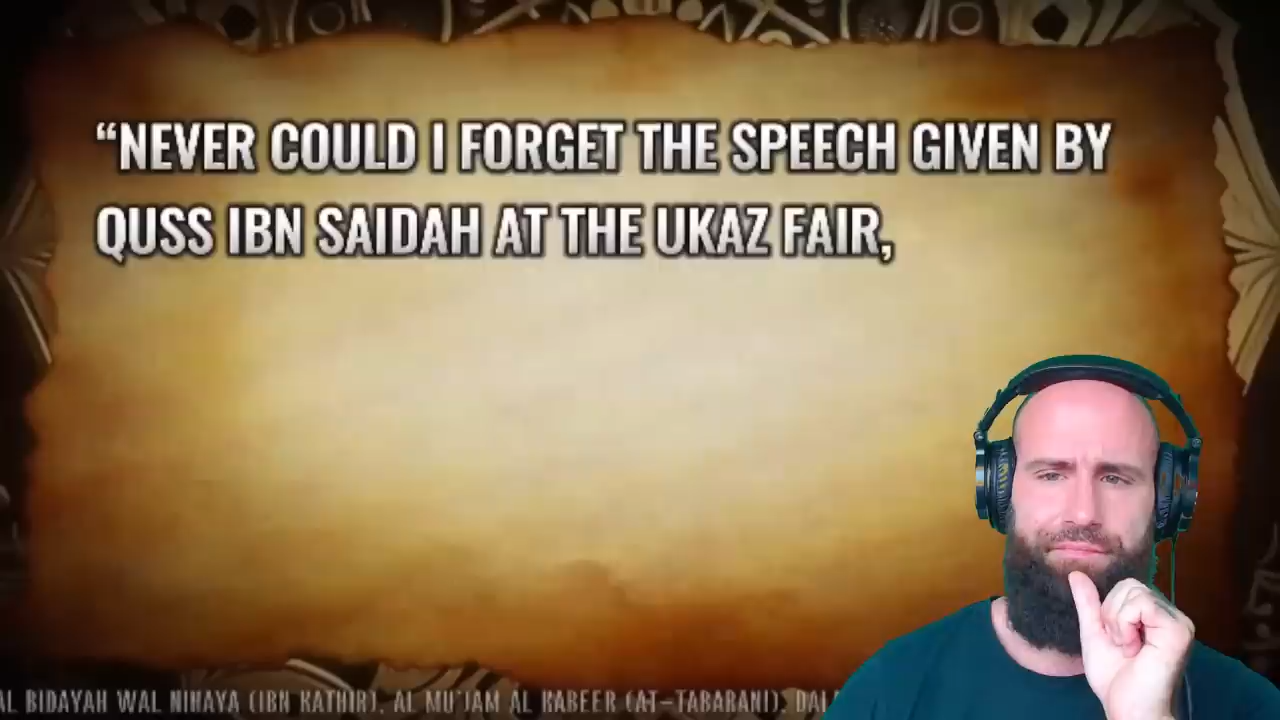 “NEVER COULD I FORGET THE SPEECH GIVEN BY
QUSS IBN SAIDAH AT THE UKAZ FAIR,
AL BIDAYAH WAL NIHAYA (IBN KATHIR), AL MU'JAM AL KABEER (AT-TABARANI),